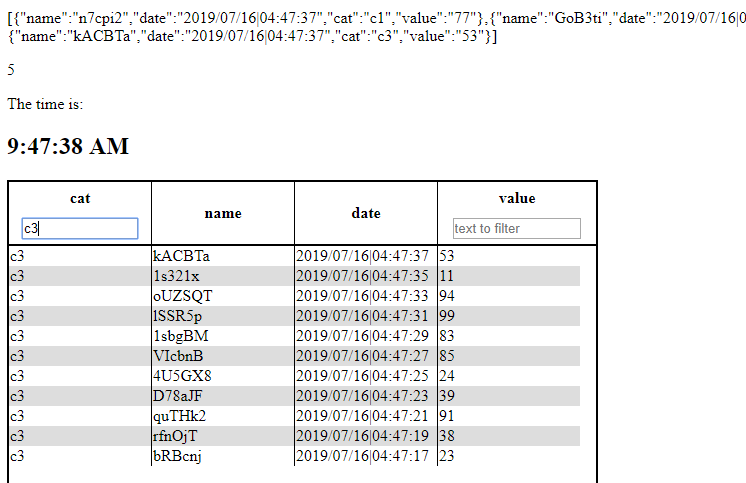 [{"name":"n7cpi2","date":"2019/07/16|04:47:37","cat":"c1","value":"77"},{"name":"GoB3ti","date":"2019/07/16|0
{"name":"kACBTa","date":"2019/07/16|04:47:37","cat":"c3","value":"53"}]
5
The time is:
9:47:38 AM
cat name date value
c3 text to filter
c3 kACBTa 2019/07/16|04:47:37 53
c3 1s321x 2019/07/16|04:47:35 11
c3 oUZSQT 2019/07/16|04:47:33 94
c3 lSSR5p 2019/07/16|04:47:31 99
c3 1sbgBM 2019/07/16|04:47:29 83
c3 VIcbnB 2019/07/16|04:47:27 85
c3 4U5GX8 2019/07/16|04:47:25 24
c3 D78aJF 2019/07/16|04:47:23 39
c3 quTHk2 2019/07/16|04:47:21 91
c3 rfnOjT 2019/07/16|04:47:19 38
c3 bRBcnj 2019/07/16|04:47:17 23